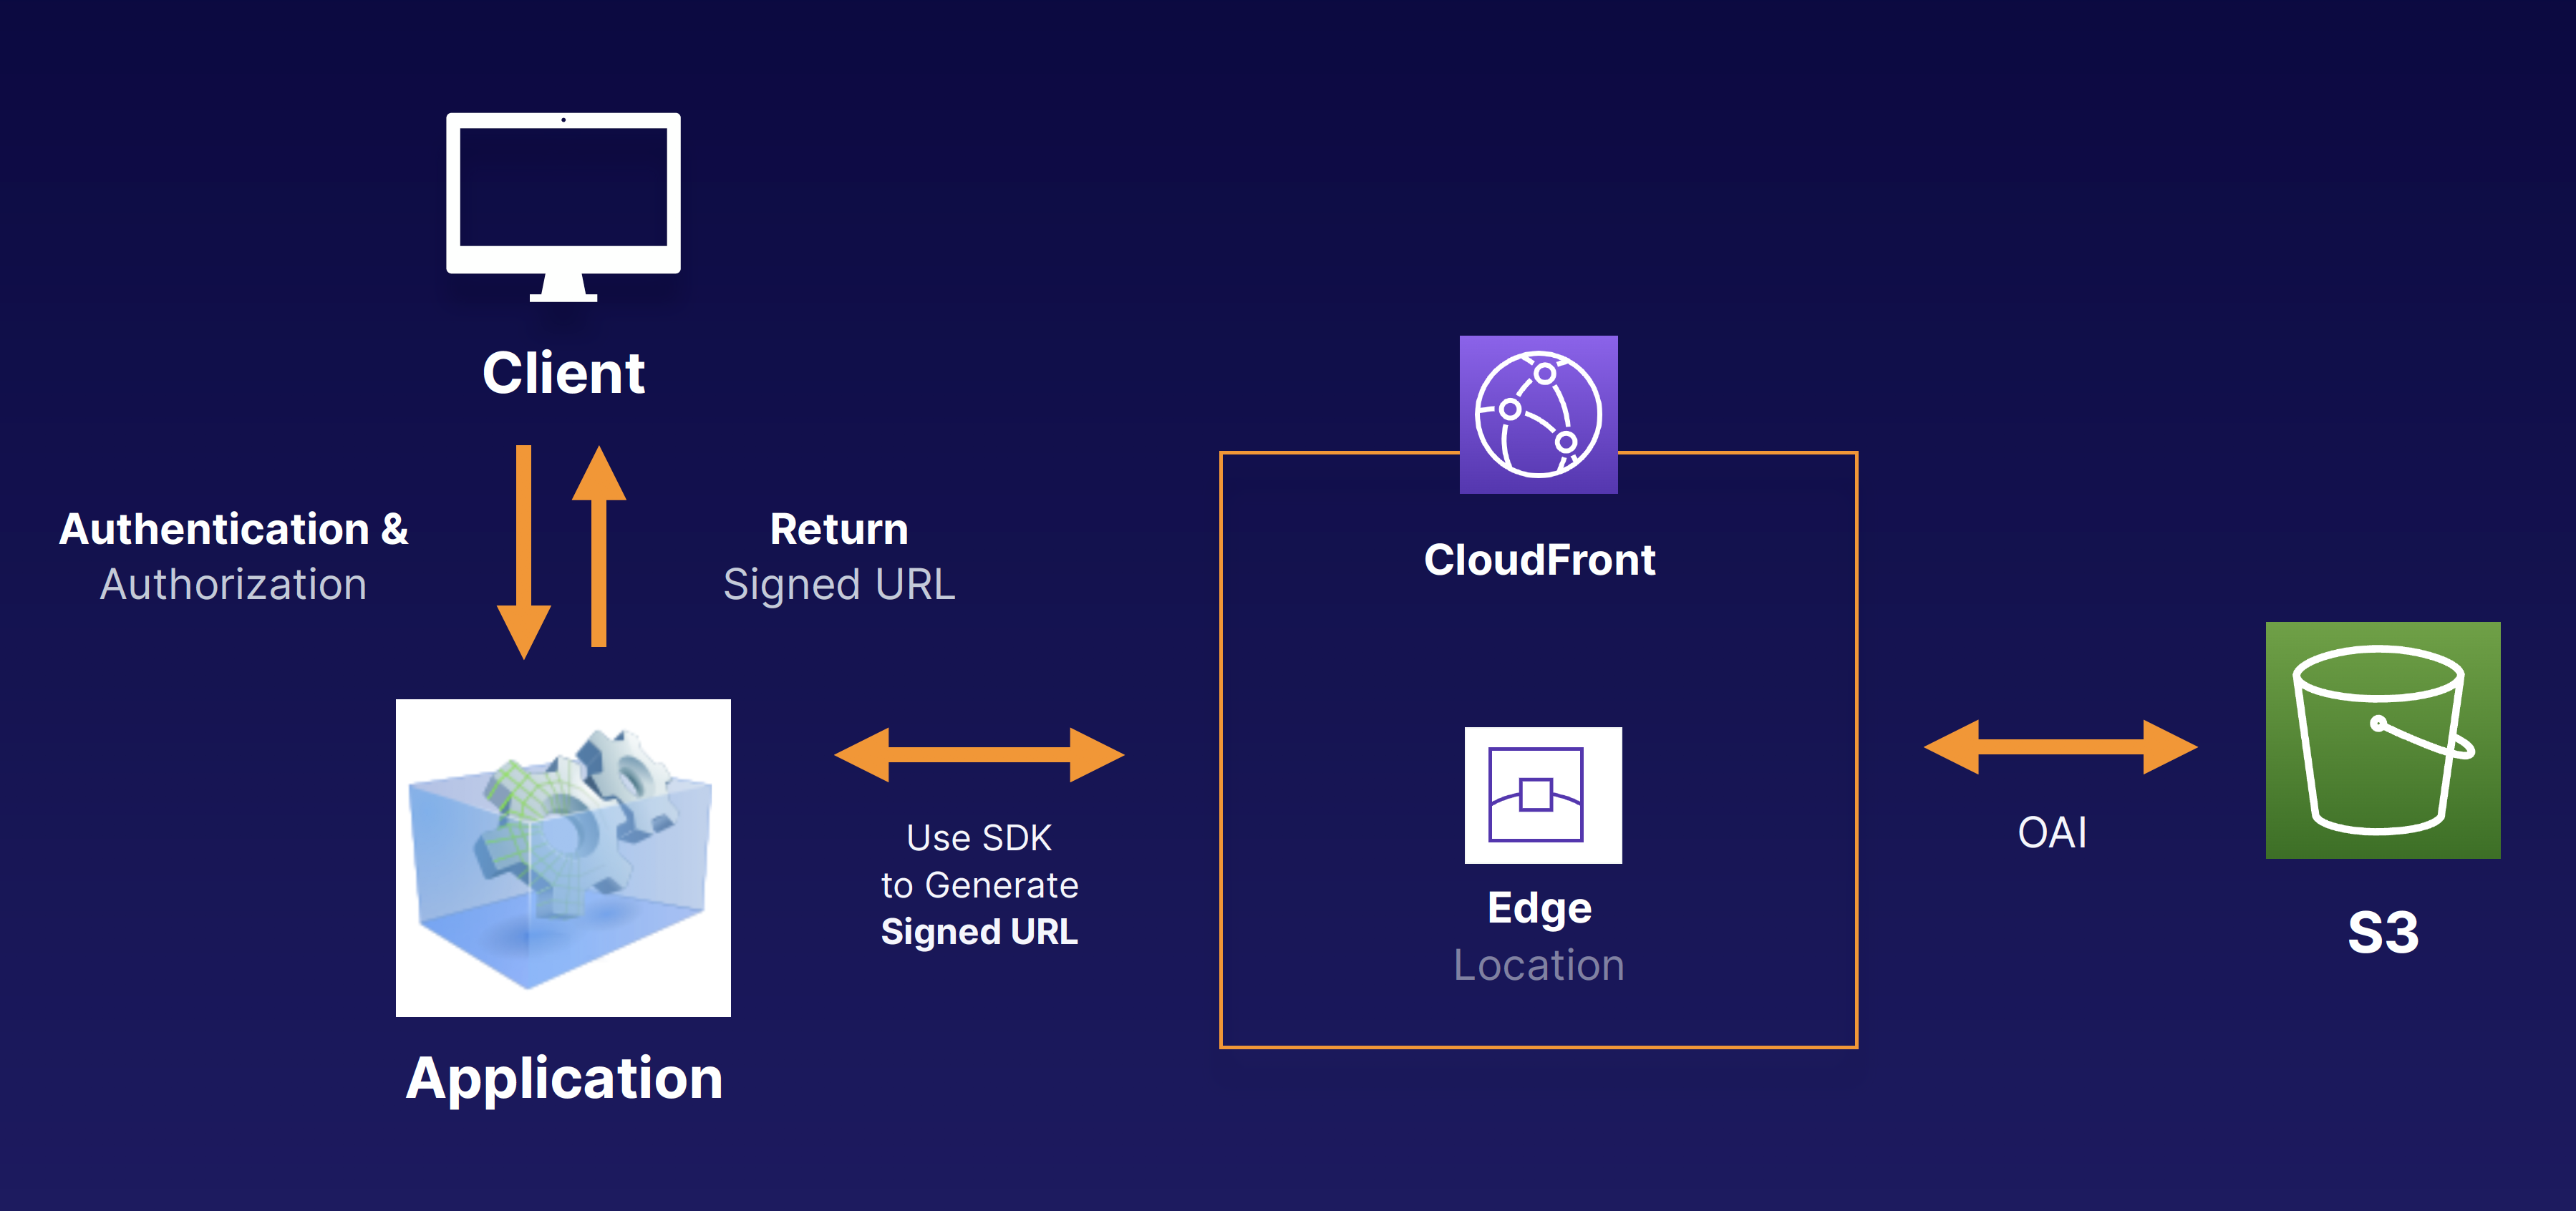 Client
Authentication &
Authorization
Return
Signed URL
Application
Use SDK
to Generate
Signed URL
CloudFront
Edge
Location
OAI
S3